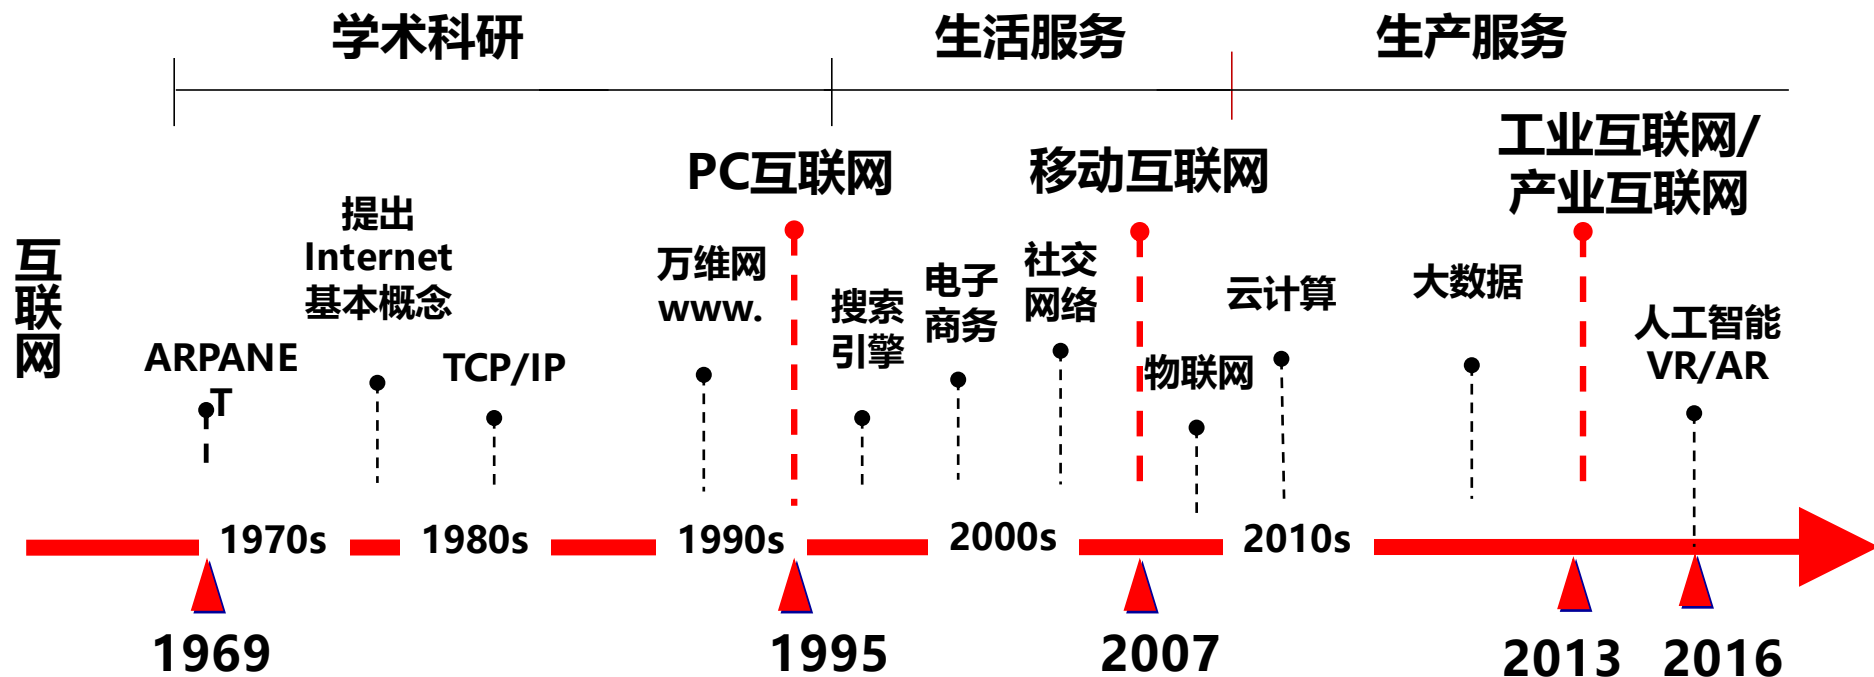 学术科研
生活服务
生产服务
互联网
PC互联网
移动互联网
工业互联网/
产业互联网
ARPANE
T
提出
Internet
基本概念
TCP/IP
万维网
www.
搜索
引擎
电子
商务
社交
网络
物联网
云计算
大数据
人工智能
VR/AR
1970s
1980s
1990s
2000s
2010s
1969
1995
2007
2013
2016